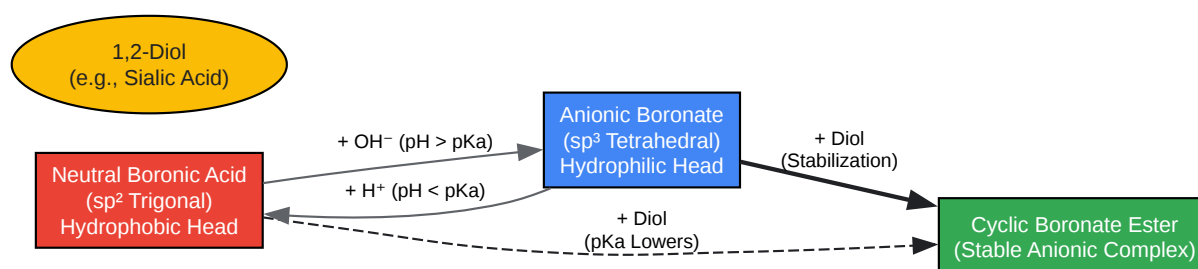 1,2-Diol
(e.g., Sialic Acid)
Neutral Boronic Acid
(sp² Trigonal)
Hydrophobic Head
+ OH⁻ (pH > pKa)
+ H⁺ (pH < pKa)
Anionic Boronate
(sp³ Tetrahedral)
Hydrophilic Head
+ Diol
(Stabilization)
+ Diol
(pKa Lowers)
Cyclic Boronate Ester
(Stable Anionic Complex)